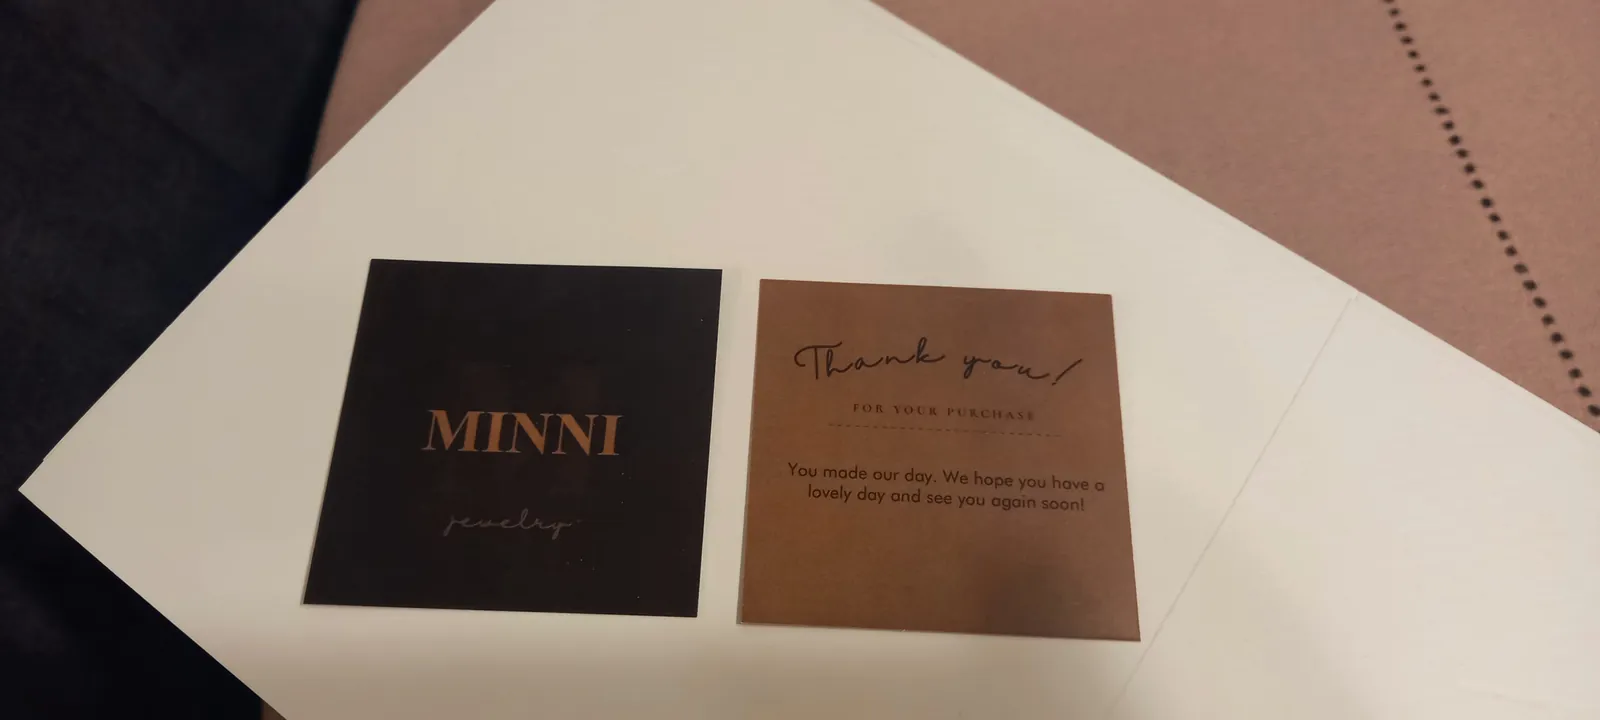 MINNI
jewelry
Thank you!
FOR YOUR PURCHASE
You made our day. We hope you have a
lovely day and see you again soon!